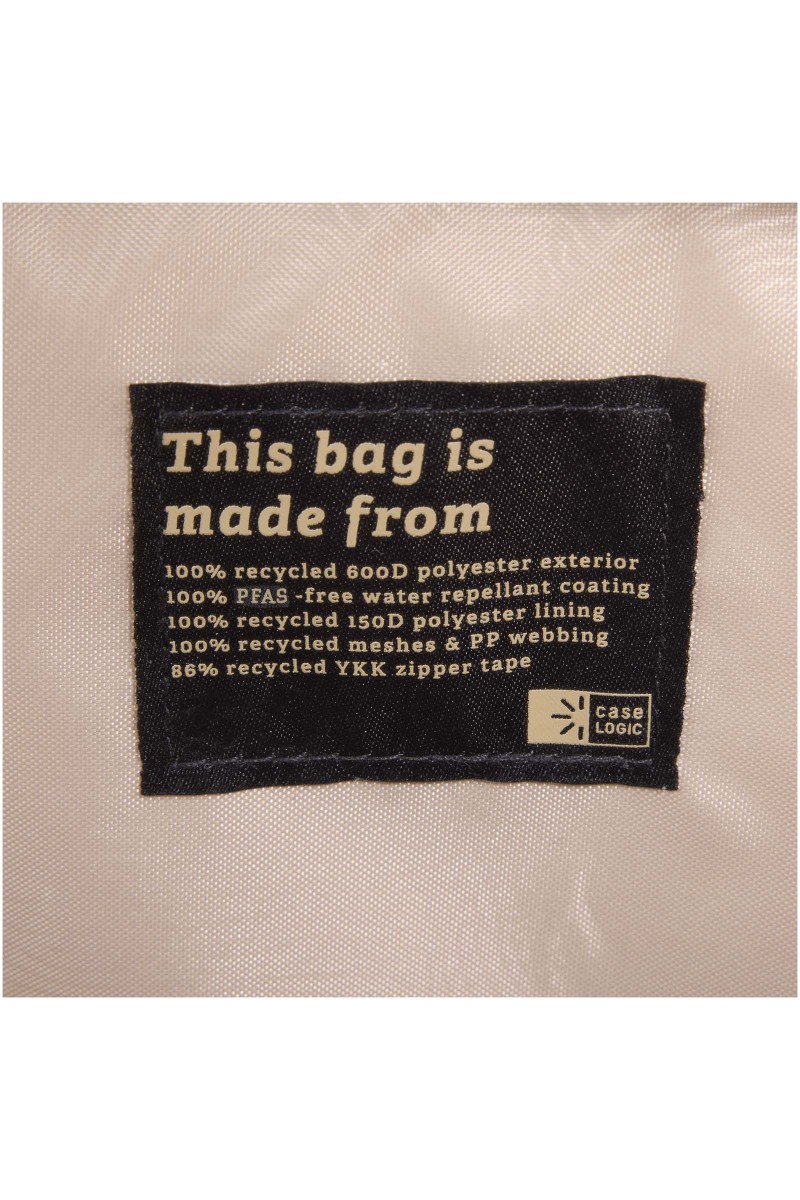 This bag is
made from
100% recycled 600D polyester exterior
100% PFAS -free water repellant coating
100% recycled 150D polyester lining
100% recycled meshes & PP webbing
86% recycled YKK zipper tape
case
LOGIC